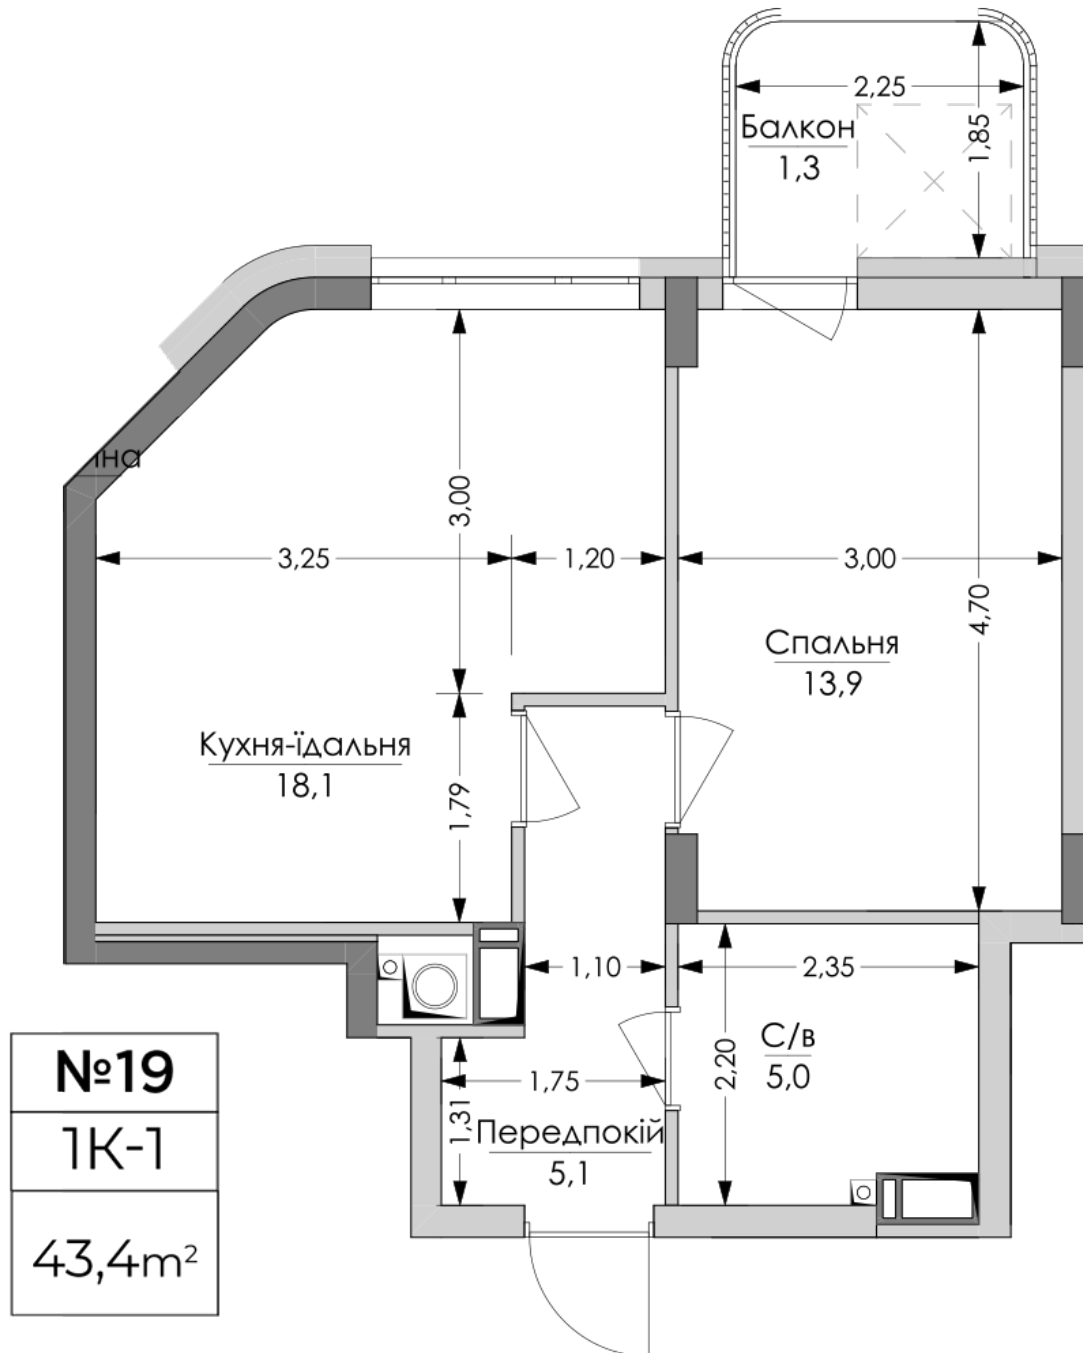 2,25
Балкон
1,3
1,85
3,00
3,25
1,20
3,00
4,70
Спальня
13,9
Кухня-їдальня
18,1
1,79
1,10
2,35
С/в
5,0
2,20
1,75
1,31
Передпокій
5,1
№19
1К-1
43,4m²